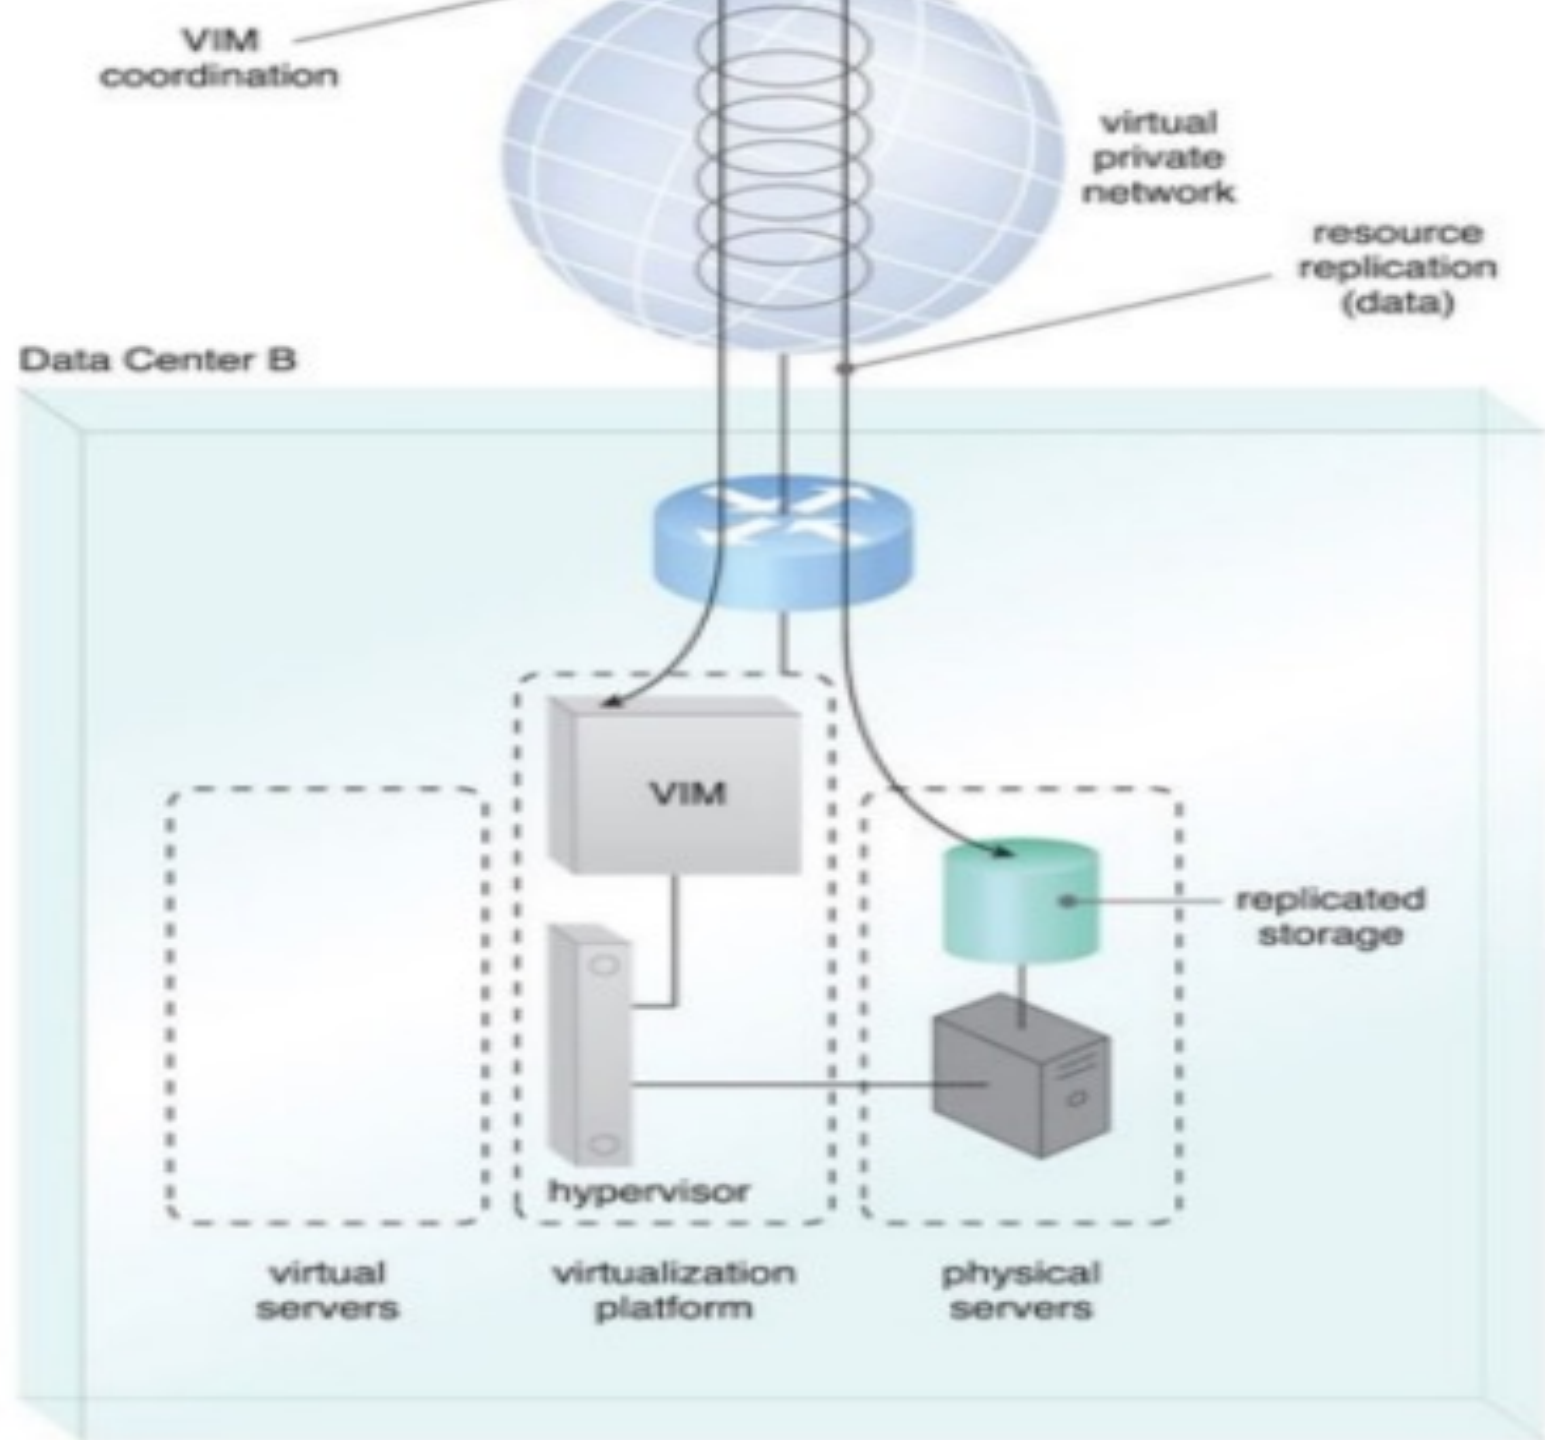 VIM
coordination
virtual
private
network
resource
replication
(data)
Data Center B
VIM
replicated
storage
hypervisor
virtual
servers
virtualization
platform
physical
servers